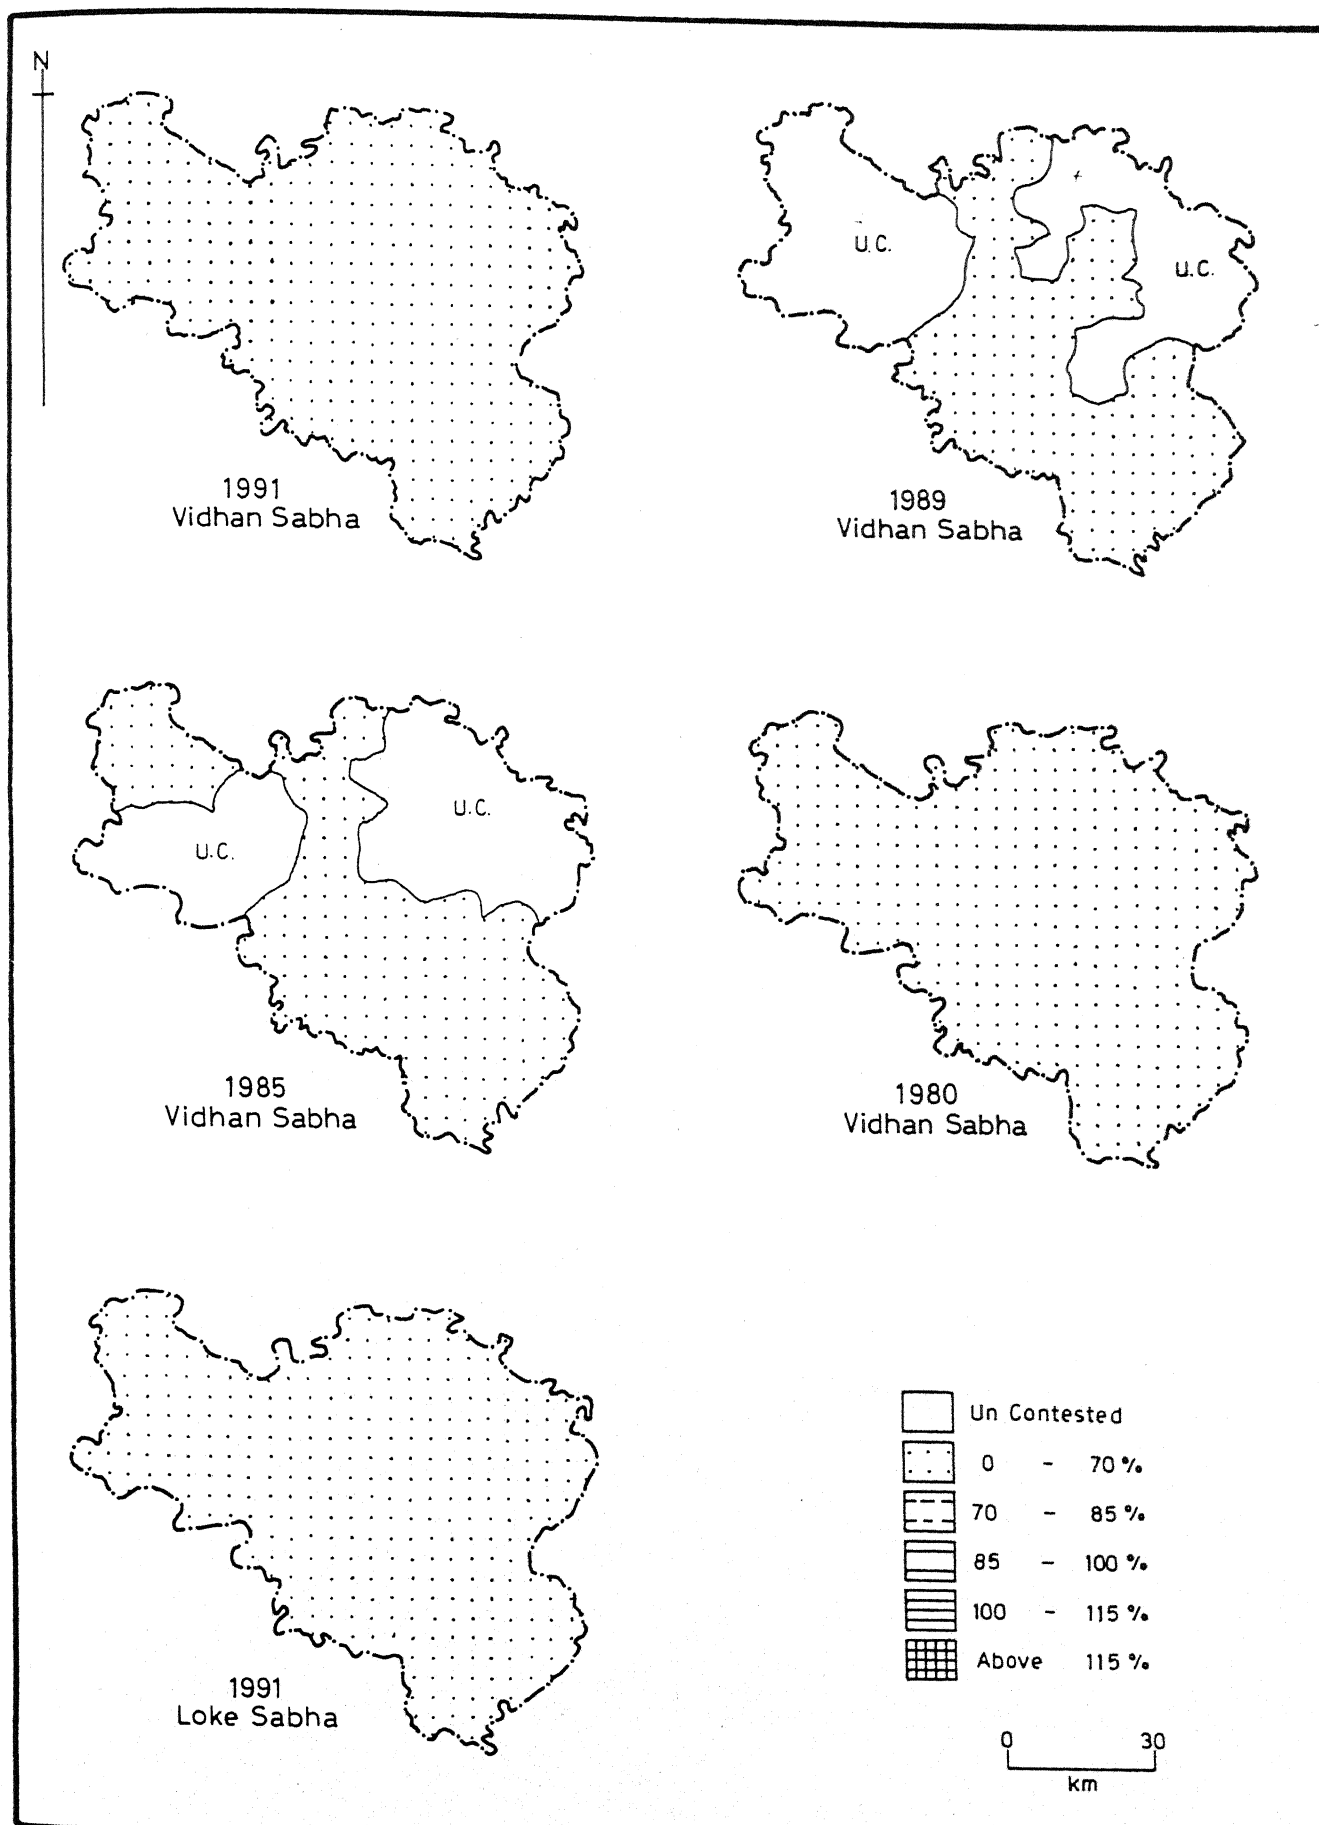 N
1991
Vidhan Sabha
U.C.
U.C.
1989
Vidhan Sabha
U.C.
U.C.
1985
Vidhan Sabha
1980
Vidhan Sabha
1991
Loke Sabha
Un Contested
0 - 70 %
70 - 85 %
85 - 100 %
100 - 115 %
Above 115 %
0 30
km